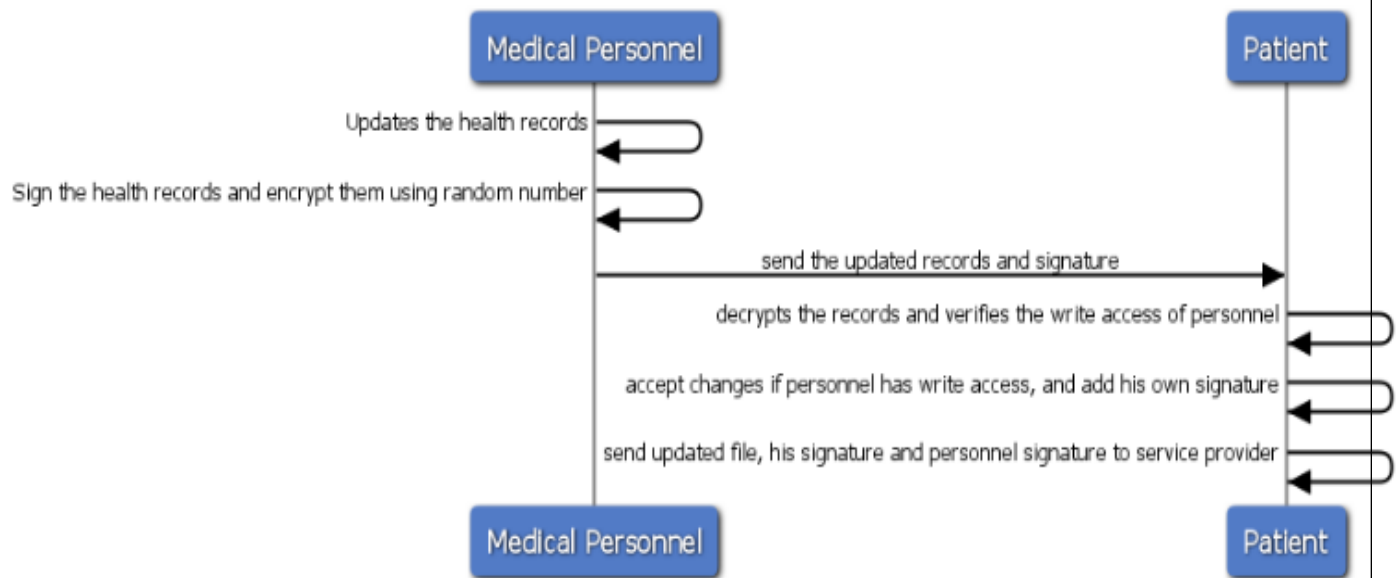 Medical Personnel
Patient
Updates the health records
Sign the health records and encrypt them using random number
send the updated records and signature
decrypts the records and verifies the write access of personnel
accept changes if personnel has write access, and add his own signature
send updated file, his signature and personnel signature to service provider
Medical Personnel
Patient